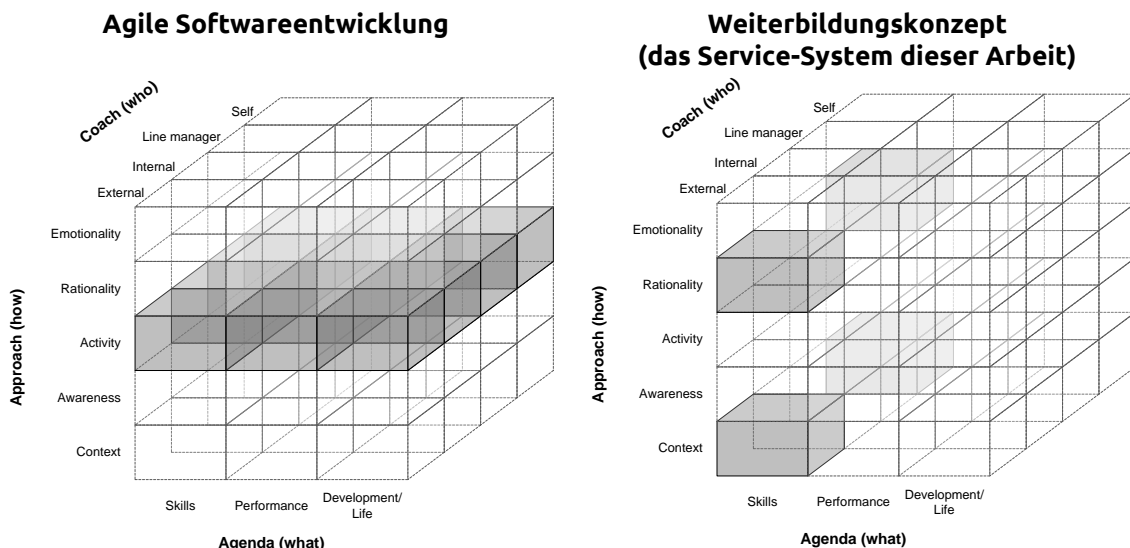 Agile Softwareentwicklung
Coach (who)
Self
Line manager
Internal
External
Emotionality
Rationality
Activity
Awareness
Context
Approach (how)
Skills
Performance
Development/
Life
Agenda (what)
Weiterbildungskonzept
(das Service-System dieser Arbeit)
Coach (who)
Self
Line manager
Internal
External
Emotionality
Rationality
Activity
Awareness
Context
Approach (how)
Skills
Performance
Development/
Life
Agenda (what)